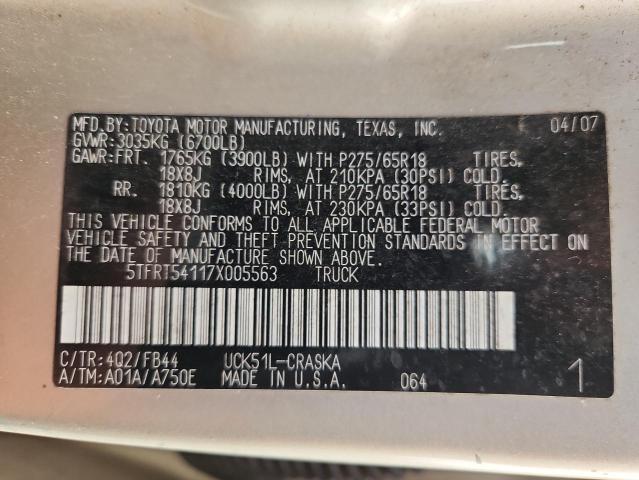 MFD.BY:TOYOTA MOTOR MANUFACTURING, TEXAS, INC. 04/07
GVWR:3035KG (6700LB)
GAWR:FRT. 1765KG (3900LB) WITH P275/65R18 TIRES,
18X8J RIMS, AT 210KPA (30PSI) COLD.
RR. 1810KG (4000LB) WITH P275/65R18 TIRES,
18X8J RIMS, AT 230KPA (33PSI) COLD.
THIS VEHICLE CONFORMS TO ALL APPLICABLE FEDERAL MOTOR
VEHICLE SAFETY AND THEFT PREVENTION STANDARDS IN EFFECT ON
THE DATE OF MANUFACTURE SHOWN ABOVE.
5TFRT54117X005563 TRUCK
C/TR:4Q2/FB44 UCK51L-CRASKA
A/TM:A01A/A750E MADE IN U.S.A. 064 1